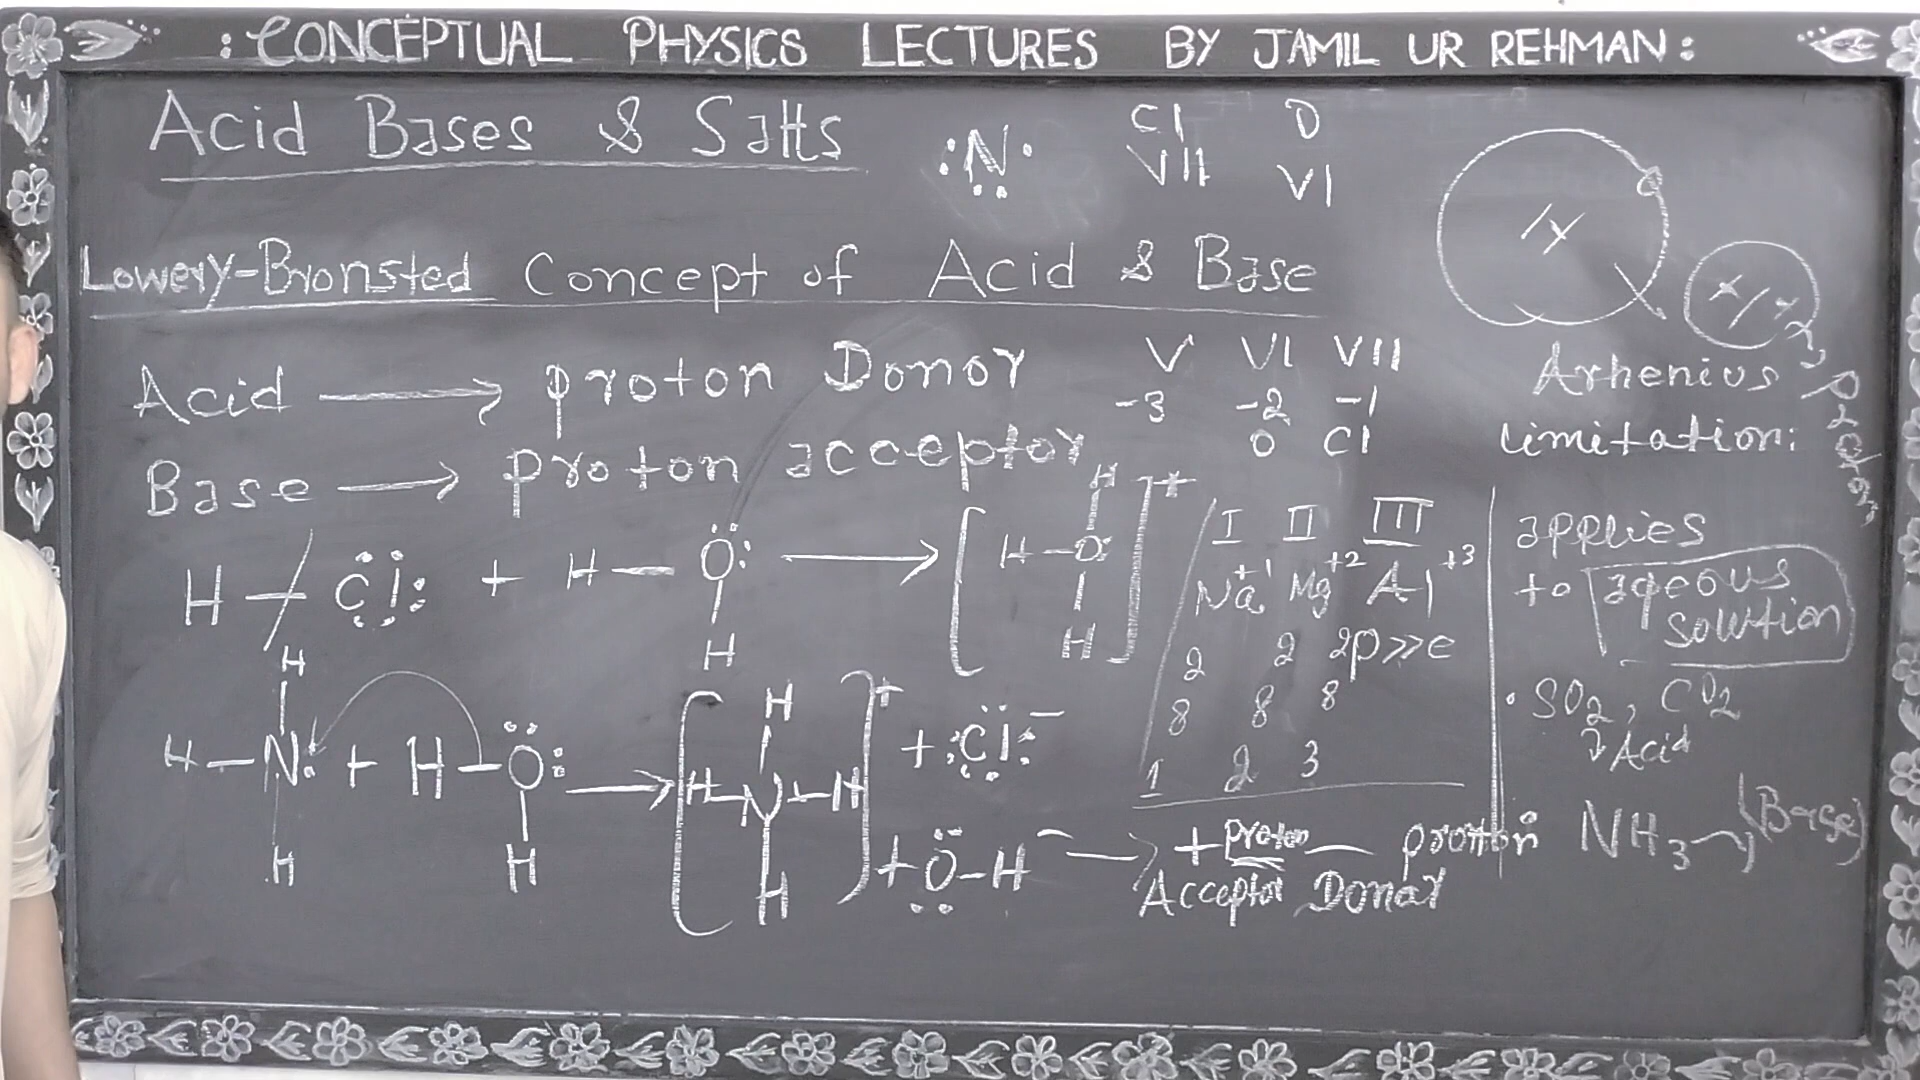 : CONCEPTUAL PHYSICS LECTURES BY JAMIL UR REHMAN :
Acid Bases & Salts
:N·
Cl O
VII VI
Lowery-Bronsted Concept of Acid & Base
Acid → proton Donor
Base → proton acceptor
V VI VII
-3 -2 -1
O Cl
H - Cl: + H - O: → [H - O: H H]+
I II III
Na+1 Mg+2 Al+3
2 2 2 p>>e
8 8 8
1 2 3
H
H - N: + H - O: → [H - N - H H H]+ + :Cl:-
H H
+ O - H- → + proton Acceptor — proton Donar
Arhenius
limitation:
applies
to aqeous
solution
· SO2, CO2
Acid
NH3 (Base)